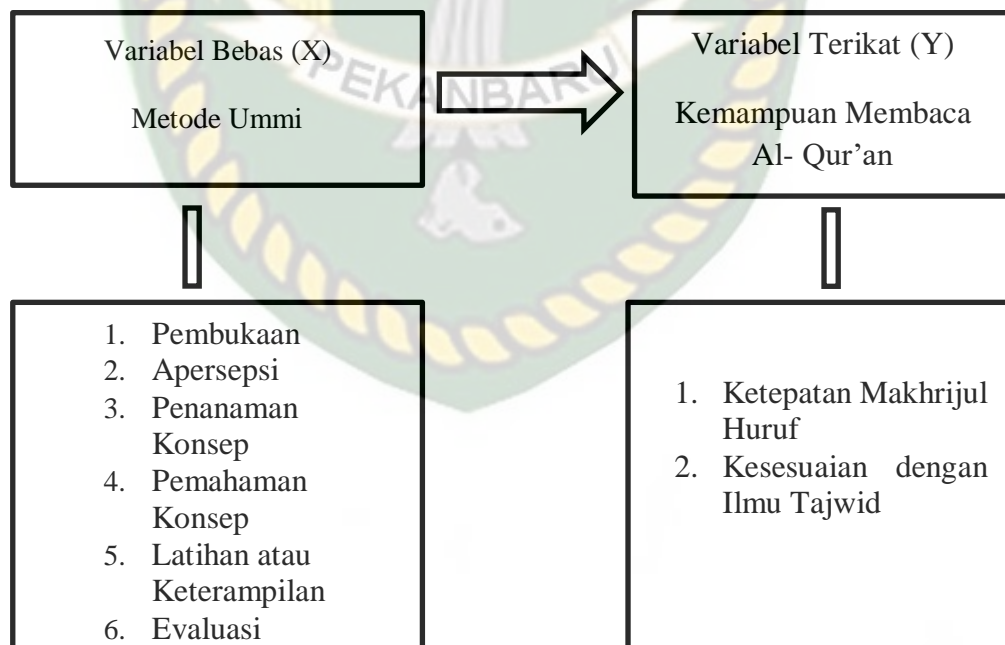 Variabel Bebas (X)
Metode Ummi
PEKANBARU
Variabel Terikat (Y)
Kemampuan Membaca
Al- Qur’an
1. Pembukaan
2. Apersepsi
3. Penanaman
Konsep
4. Pemahaman
Konsep
5. Latihan atau
Keterampilan
6. Evaluasi
1. Ketepatan Makhrijul
Huruf
2. Kesesuaian dengan
Ilmu Tajwid